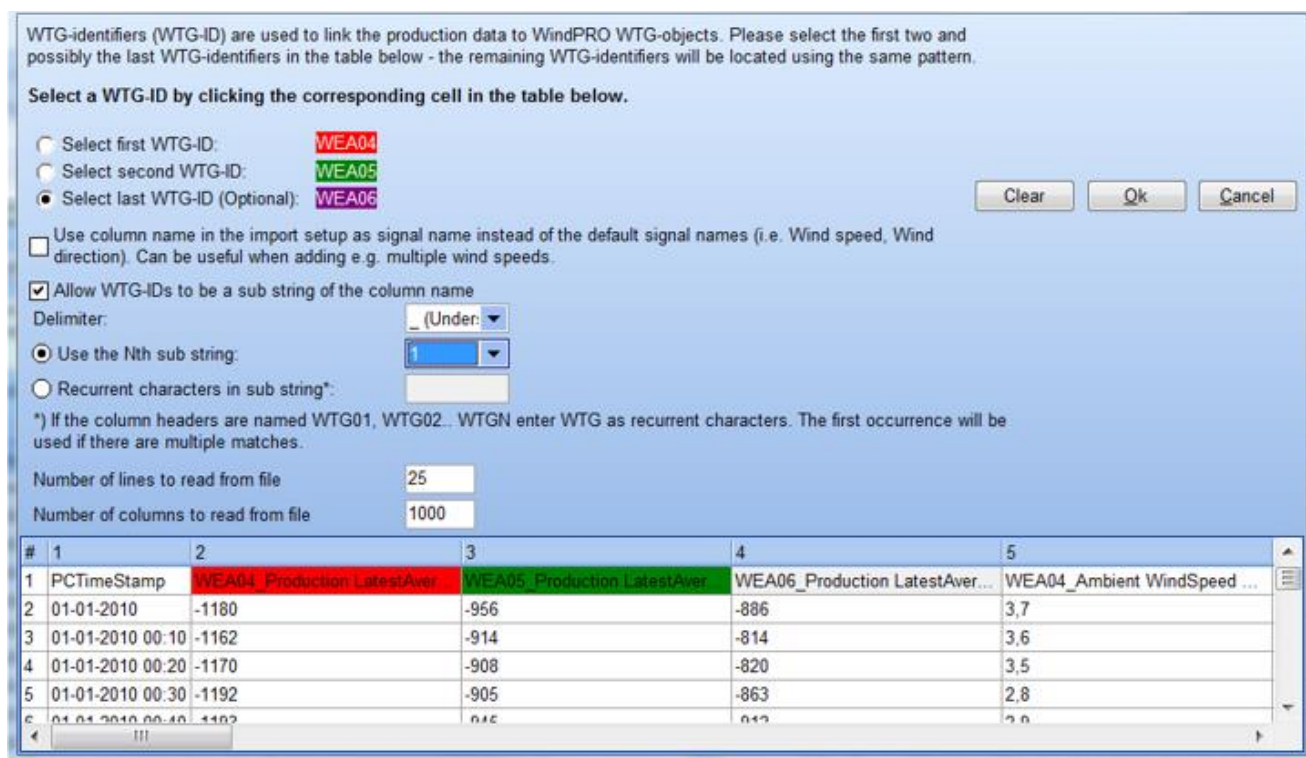 WTG-identifiers (WTG-ID) are used to link the production data to WindPRO WTG-objects. Please select the first two and
possibly the last WTG-identifiers in the table below - the remaining WTG-identifiers will be located using the same pattern.
Select a WTG-ID by clicking the corresponding cell in the table below.
Select first WTG-ID: WEA04
Select second WTG-ID: WEA05
Select last WTG-ID (Optional): WEA06
Clear Ok Cancel
Use column name in the import setup as signal name instead of the default signal names (i.e. Wind speed, Wind
direction). Can be useful when adding e.g. multiple wind speeds.
Allow WTG-IDs to be a sub string of the column name
Delimiter: _ (Under:
Use the Nth sub string: 1
Recurrent characters in sub string*:
*) If the column headers are named WTG01, WTG02.. WTGN enter WTG as recurrent characters. The first occurrence will be
used if there are multiple matches.
Number of lines to read from file 25
Number of columns to read from file 1000
# 1 2 3 4 5
1 PCTimeStamp WEA04_Production LatestAver... WEA05_Production LatestAver... WEA06_Production LatestAver... WEA04_Ambient WindSpeed ...
2 01-01-2010 -1180 -956 -886 3,7
3 01-01-2010 00:10 -1162 -914 -814 3,6
4 01-01-2010 00:20 -1170 -908 -820 3,5
5 01-01-2010 00:30 -1192 -905 -863 2,8